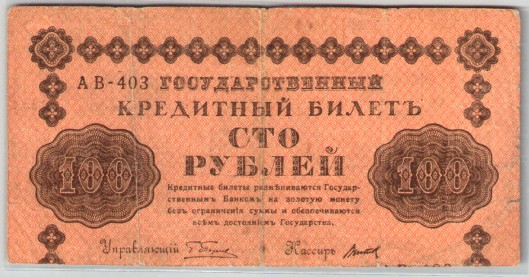 АВ-403 ГОСУДАРСТВЕННЫЙ
КРЕДИТНЫЙ БИЛЕТЪ
СТО
РУБЛЕЙ
100 100
Кредитные билеты размѣниваются Государ-
ственнымъ Банкомъ на золотую монету
безъ ограниченія суммы и обезпечиваются
всѣмъ достояніемъ Государства.
Управляющій Кассиръ